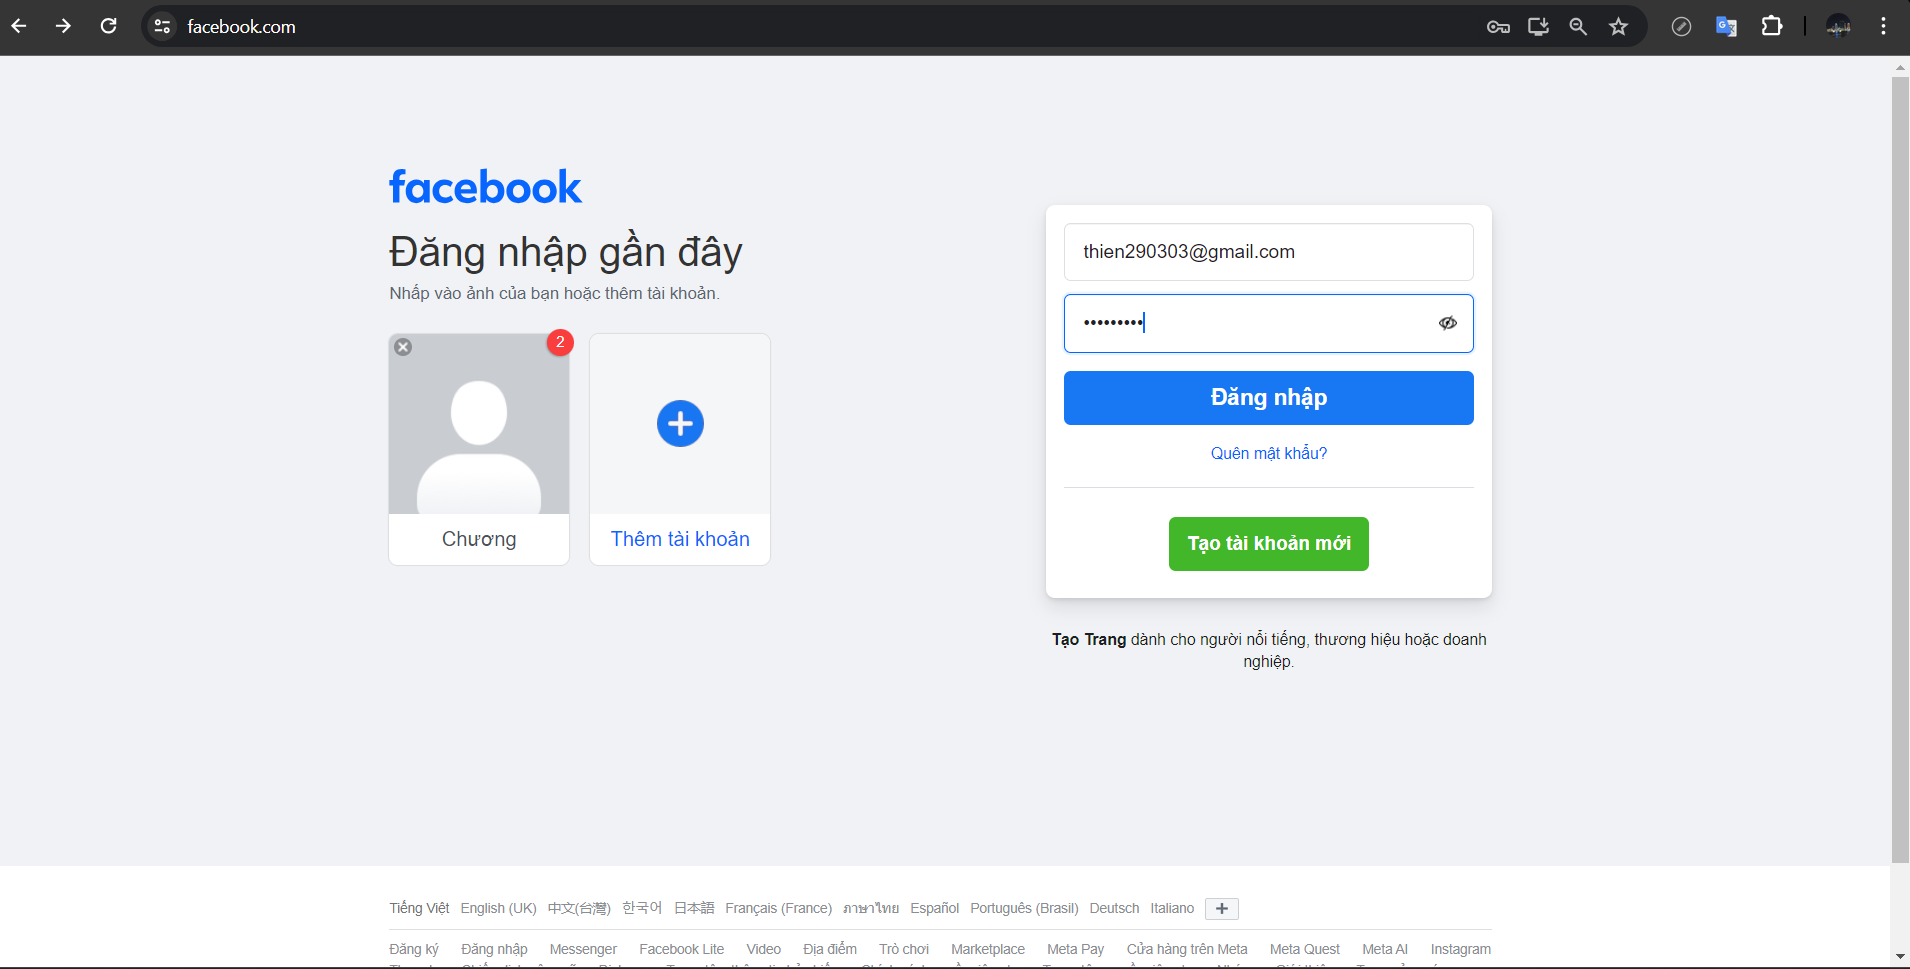 facebook.com
facebook
Đăng nhập gần đây
Nhấp vào ảnh của bạn hoặc thêm tài khoản.
2
Chương
Thêm tài khoản
thien290303@gmail.com
•••••••••
Đăng nhập
Quên mật khẩu?
Tạo tài khoản mới
Tạo Trang dành cho người nổi tiếng, thương hiệu hoặc doanh
nghiệp.
Tiếng Việt English (UK) 中文(台灣) 한국어 日本語 Français (France) ภาษาไทย Español Português (Brasil) Deutsch Italiano
Đăng ký Đăng nhập Messenger Facebook Lite Video Địa điểm Trò chơi Marketplace Meta Pay Cửa hàng trên Meta Meta Quest Meta AI Instagram